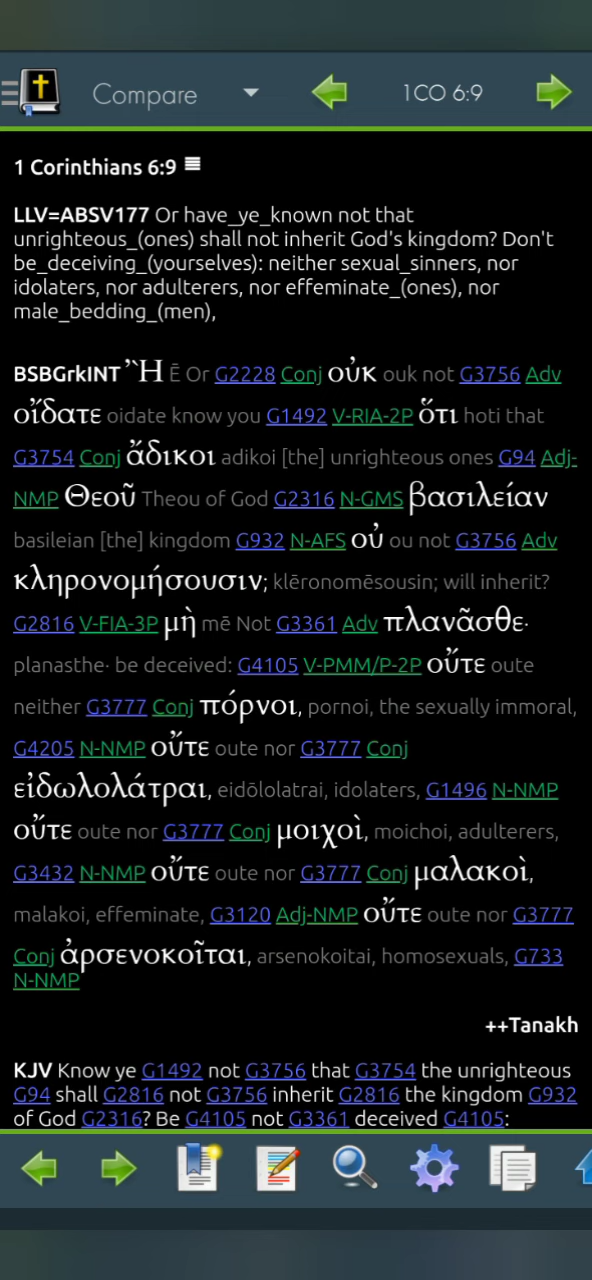 Compare
1CO 6:9
1 Corinthians 6:9
LLV=ABSV177 Or have_ye_known not that
unrighteous_(ones) shall not inherit God's kingdom? Don't
be_deceiving_(yourselves): neither sexual_sinners, nor
idolaters, nor adulterers, nor effeminate_(ones), nor
male_bedding_(men),
BSBGrkINT Ἢ Ē Or G2228 Conj οὐκ ouk not G3756 Adv
οἴδατε oidate know you G1492 V-RIA-2P ὅτι hoti that
G3754 Conj ἄδικοι adikoi [the] unrighteous ones G94 Adj-
NMP Θεοῦ Theou of God G2316 N-GMS βασιλείαν
basileian [the] kingdom G932 N-AFS οὐ ou not G3756 Adv
κληρονομήσουσιν; klēronomēsousin; will inherit?
G2816 V-FIA-3P μὴ mē Not G3361 Adv πλανᾶσθε·
planasthe· be deceived: G4105 V-PMM/P-2P οὔτε oute
neither G3777 Conj πόρνοι, pornoi, the sexually immoral,
G4205 N-NMP οὔτε oute nor G3777 Conj
εἰδωλολάτραι, eidōlolatrai, idolaters, G1496 N-NMP
οὔτε oute nor G3777 Conj μοιχοὶ, moichoi, adulterers,
G3432 N-NMP οὔτε oute nor G3777 Conj μαλακοὶ,
malakoi, effeminate, G3120 Adj-NMP οὔτε oute nor G3777
Conj ἀρσενοκοῖται, arsenokoitai, homosexuals, G733
N-NMP
++Tanakh
KJV Know ye G1492 not G3756 that G3754 the unrighteous
G94 shall G2816 not G3756 inherit G2816 the kingdom G932
of God G2316? Be G4105 not G3361 deceived G4105: